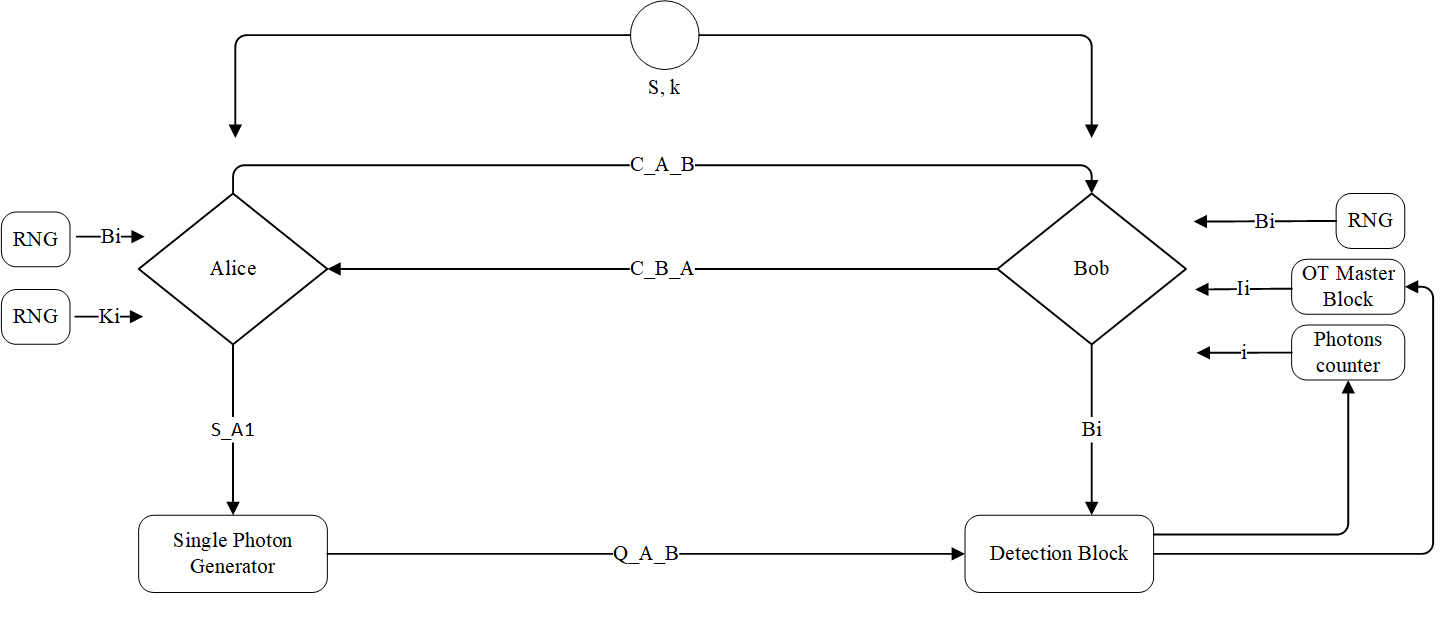 S, k
C_A_B
RNG
Bi
Alice
C_B_A
Bob
Bi
RNG
RNG
Ki
Ii
OT Master
Block
i
Photons
counter
S_A1
Bi
Single Photon
Generator
Q_A_B
Detection Block